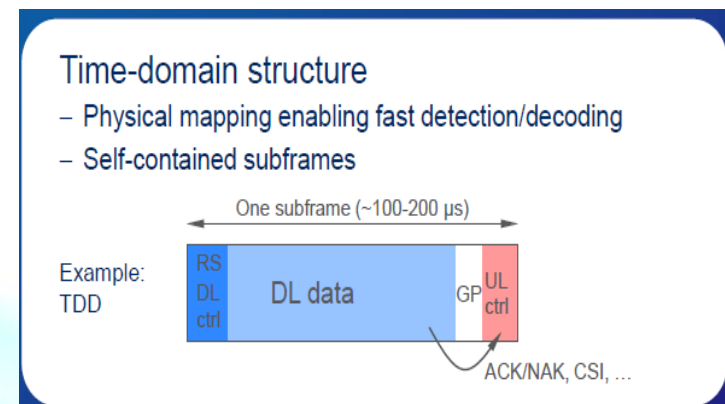 Time-domain structure
– Physical mapping enabling fast detection/decoding
– Self-contained subframes
One subframe (~100-200 µs)
Example:
TDD
RS
DL
ctrl
DL data
GP
UL
ctrl
ACK/NAK, CSI, ...